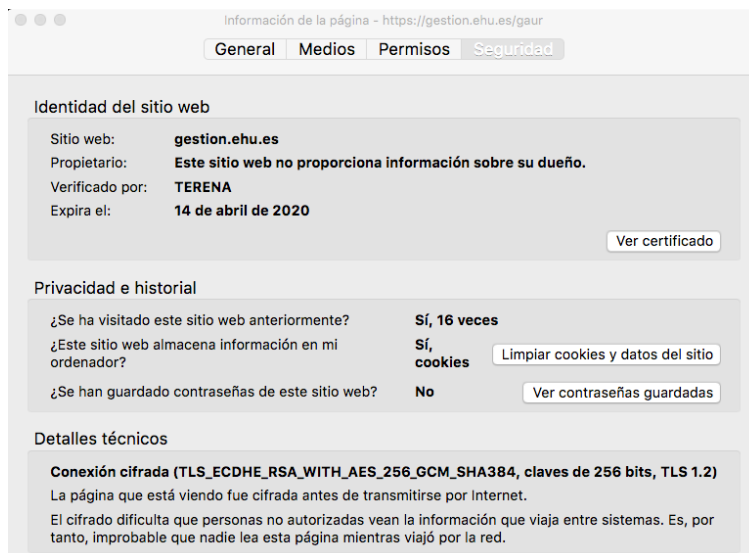 Información de la página - https://gestion.ehu.es/gaur
General Medios Permisos Seguridad
Identidad del sitio web
Sitio web: gestion.ehu.es
Propietario: Este sitio web no proporciona información sobre su dueño.
Verificado por: TERENA
Expira el: 14 de abril de 2020
Ver certificado
Privacidad e historial
¿Se ha visitado este sitio web anteriormente? Sí, 16 veces
¿Este sitio web almacena información en mi
ordenador?
Sí,
cookies
Limpiar cookies y datos del sitio
¿Se han guardado contraseñas de este sitio web? No Ver contraseñas guardadas
Detalles técnicos
Conexión cifrada (TLS_ECDHE_RSA_WITH_AES_256_GCM_SHA384, claves de 256 bits, TLS 1.2)
La página que está viendo fue cifrada antes de transmitirse por Internet.
El cifrado dificulta que personas no autorizadas vean la información que viaja entre sistemas. Es, por
tanto, improbable que nadie lea esta página mientras viajó por la red.